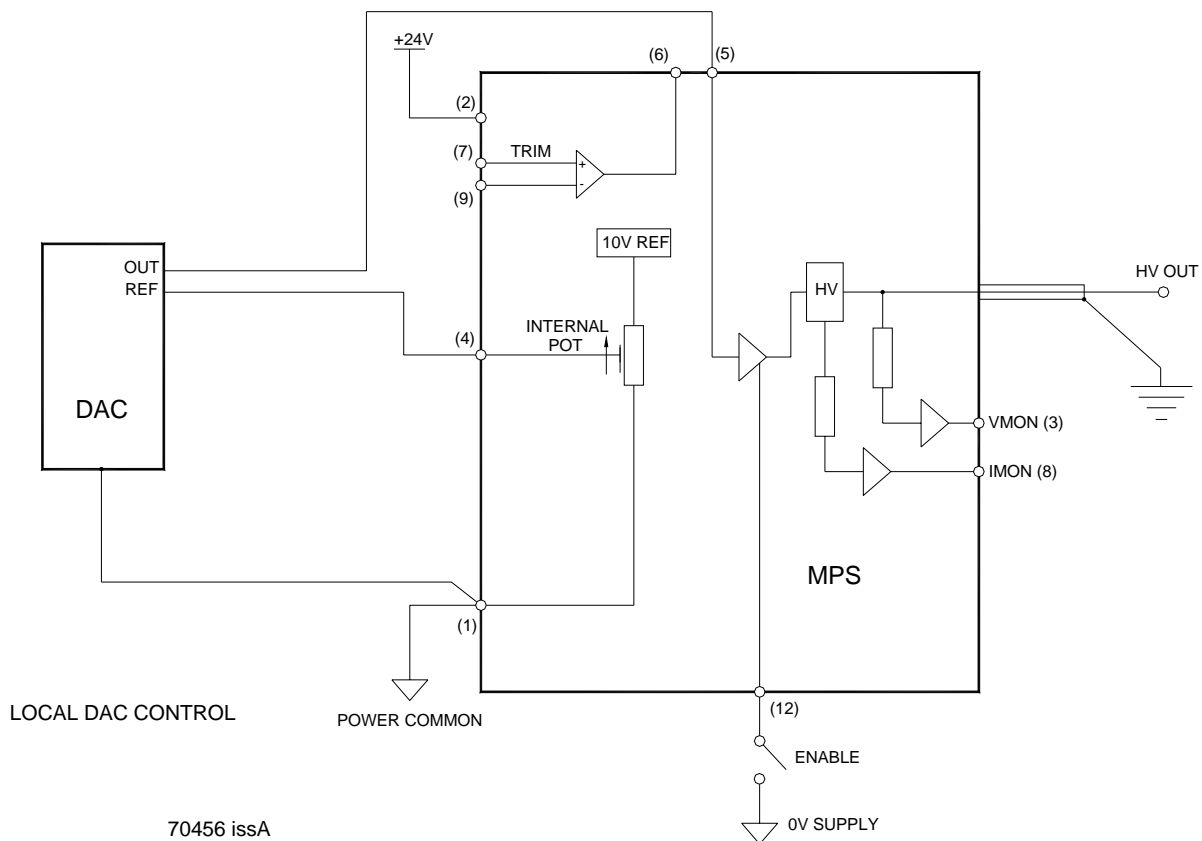 +24V
(6)
(5)
(2)
(7)
TRIM
+
-
(9)
10V REF
OUT
REF
HV
HV OUT
INTERNAL
POT
(4)
DAC
VMON (3)
IMON (8)
MPS
(1)
LOCAL DAC CONTROL
POWER COMMON
(12)
ENABLE
70456 issA
0V SUPPLY